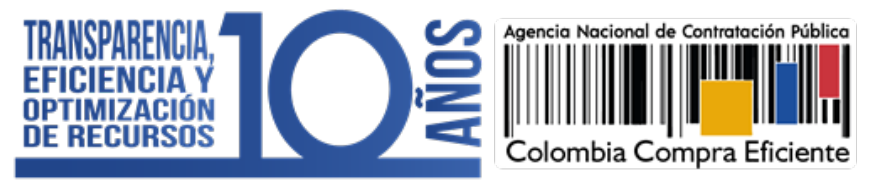 TRANSPARENCIA,
EFICIENCIA Y
OPTIMIZACIÓN
DE RECURSOS
10
AÑOS
Agencia Nacional de Contratación Pública
Colombia Compra Eficiente